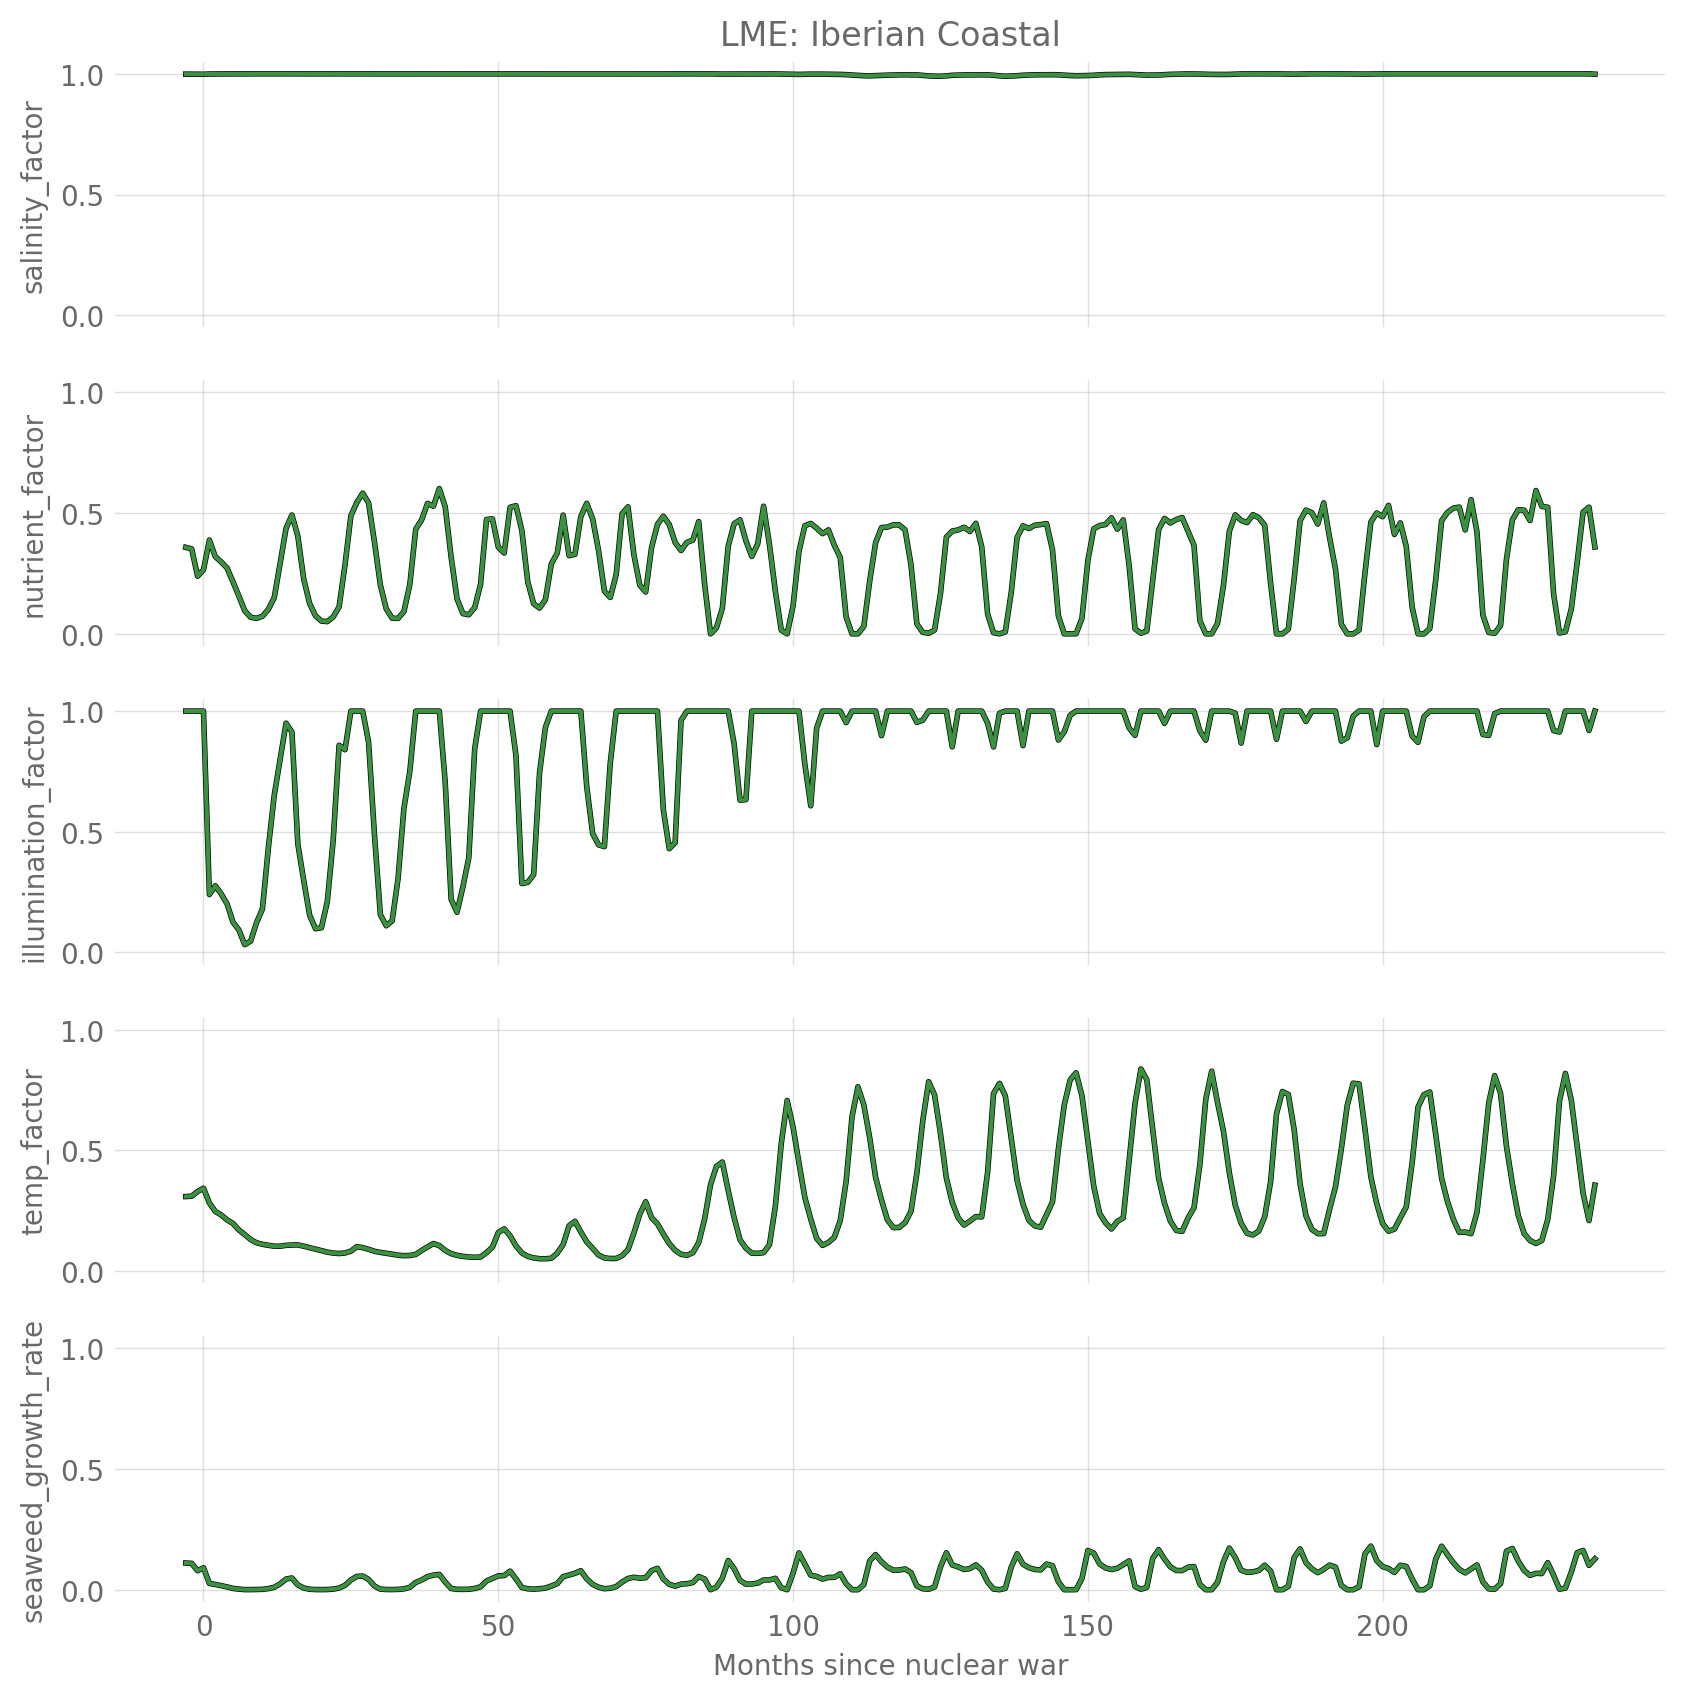 LME: Iberian Coastal
salinity_factor
1.0
0.5
0.0
nutrient_factor
1.0
0.5
0.0
illumination_factor
1.0
0.5
0.0
temp_factor
1.0
0.5
0.0
seaweed_growth_rate
1.0
0.5
0.0
0 50 100 150 200
Months since nuclear war